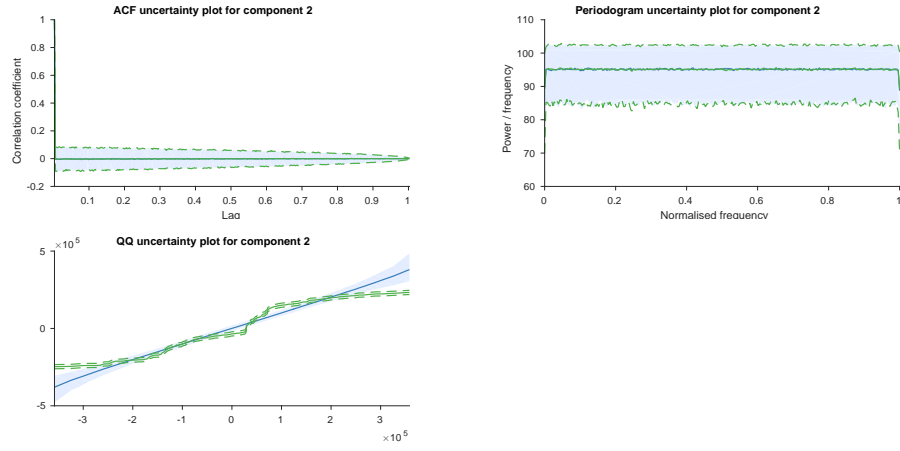 ACF uncertainty plot for component 2
Correlation coefficient
1
0.8
0.6
0.4
0.2
0
-0.2
0.1 0.2 0.3 0.4 0.5 0.6 0.7 0.8 0.9 1
Lag
Periodogram uncertainty plot for component 2
Power / frequency
110
100
90
80
70
60
0 0.2 0.4 0.6 0.8 1
Normalised frequency
QQ uncertainty plot for component 2
×10^5
5
0
-5
-3 -2 -1 0 1 2 3
×10^5